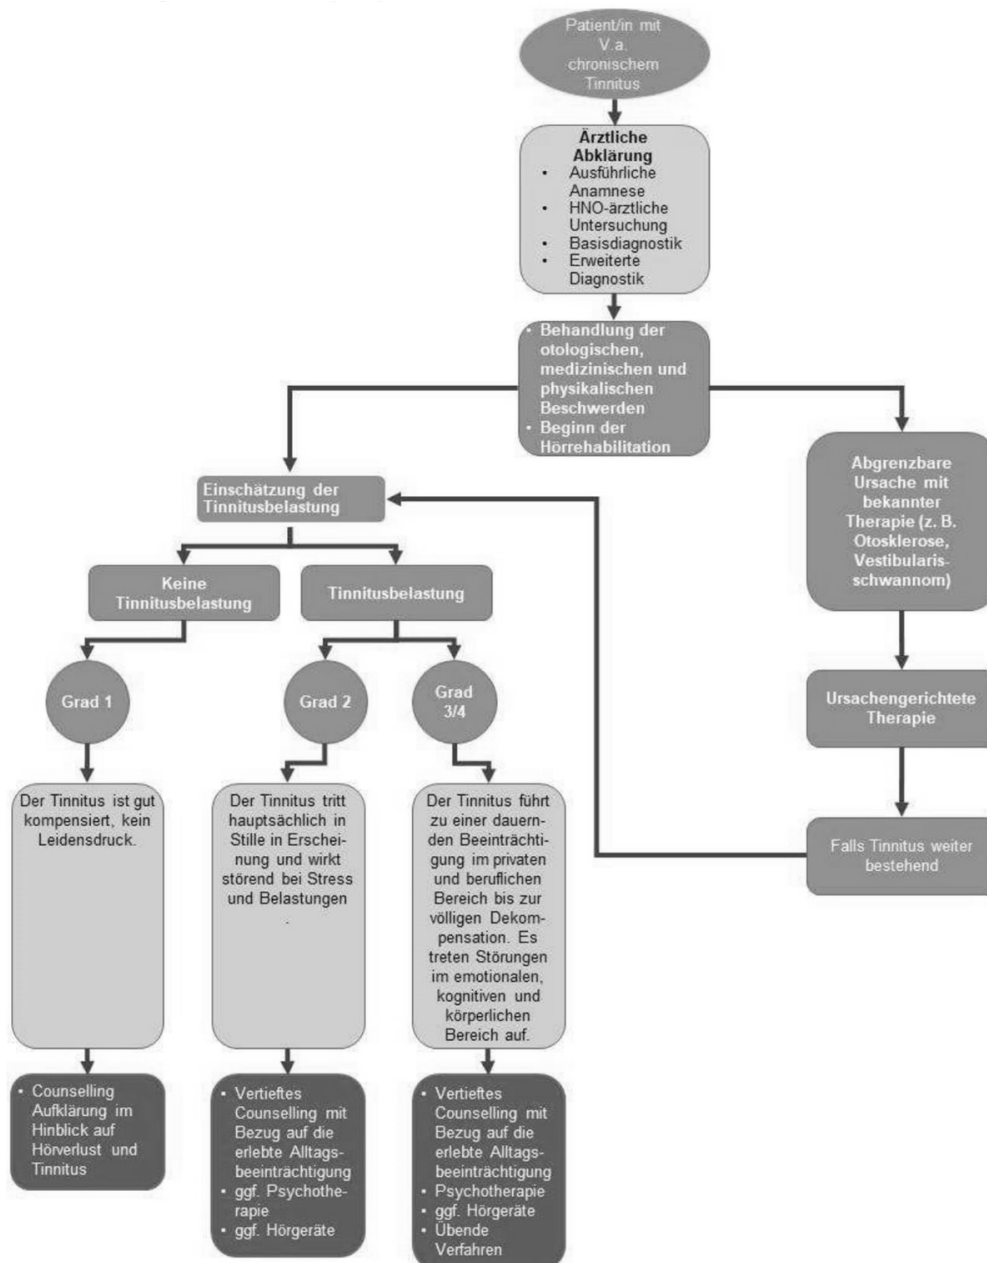 Patient/in mit
V.a.
chronischem
Tinnitus
Ärztliche
Abklärung
• Ausführliche
Anamnese
• HNO-ärztliche
Untersuchung
• Basisdiagnostik
• Erweiterte
Diagnostik
• Behandlung der
otologischen,
medizinischen und
physikalischen
Beschwerden
• Beginn der
Hörrehabilitation
Abgrenzbare
Ursache mit
bekannter
Therapie (z. B.
Otosklerose,
Vestibularis-
schwannom)
Ursachengerichtete
Therapie
Falls Tinnitus weiter
bestehend
Einschätzung der
Tinnitusbelastung
Keine
Tinnitusbelastung
Tinnitusbelastung
Grad 1
Grad 2
Grad
3/4
Der Tinnitus ist gut
kompensiert, kein
Leidensdruck.
Der Tinnitus tritt
hauptsächlich in
Stille in Erschei-
nung und wirkt
störend bei Stress
und Belastungen
.
Der Tinnitus führt
zu einer dauern-
den Beeinträchti-
gung im privaten
und beruflichen
Bereich bis zur
völligen Dekom-
pensation. Es
treten Störungen
im emotionalen,
kognitiven und
körperlichen
Bereich auf.
• Counselling
Aufklärung im
Hinblick auf
Hörverlust und
Tinnitus
• Vertieftes
Counselling mit
Bezug auf die
erlebte Alltags-
beeinträchtigung
• ggf. Psychothe-
rapie
• ggf. Hörgeräte
• Vertieftes
Counselling mit
Bezug auf die
erlebte Alltags-
beeinträchtigung
• Psychotherapie
• ggf. Hörgeräte
• Übende
Verfahren